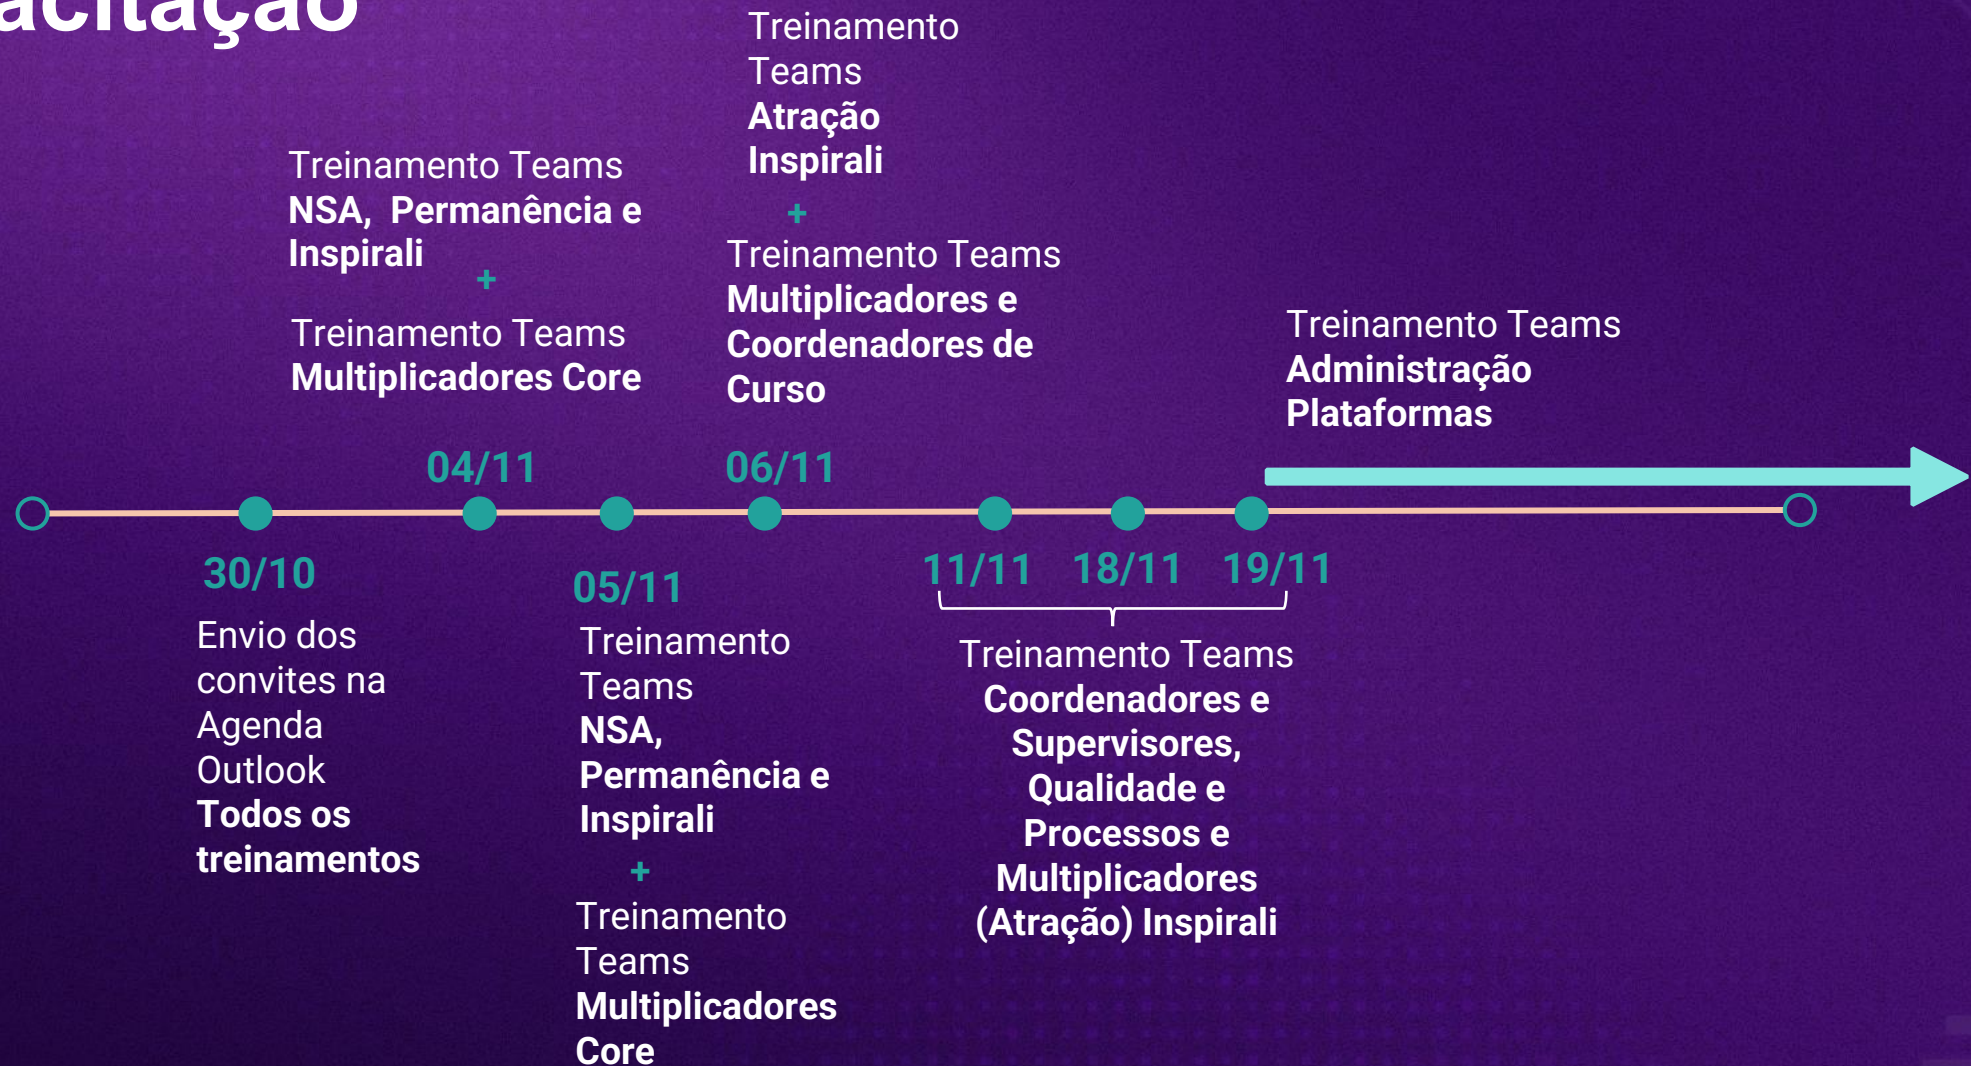 acitação
Treinamento Teams
NSA, Permanência e
Inspirali
+
Treinamento Teams
Multiplicadores Core
04/11
Treinamento
Teams
Atração
Inspirali
+
Treinamento Teams
Multiplicadores e
Coordenadores de
Curso
06/11
Treinamento Teams
Administração
Plataformas
30/10
Envio dos
convites na
Agenda
Outlook
Todos os
treinamentos
05/11
Treinamento
Teams
NSA,
Permanência e
Inspirali
+
Treinamento
Teams
Multiplicadores
Core
11/11 18/11 19/11
Treinamento Teams
Coordenadores e
Supervisores,
Qualidade e
Processos e
Multiplicadores
(Atração) Inspirali